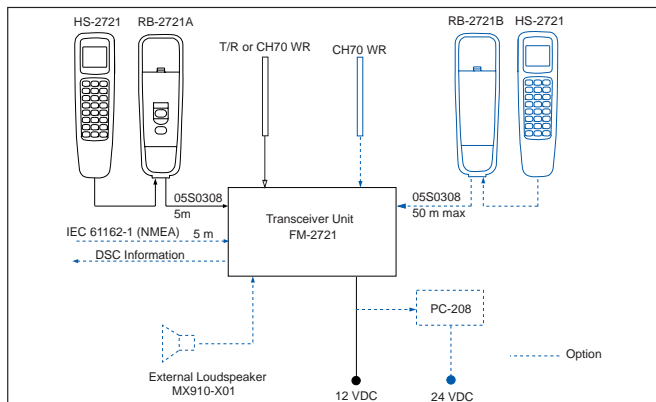 HS-2721
RB-2721A
T/R or CH70 WR
CH70 WR
RB-2721B
HS-2721
05S0308
5m
Transceiver Unit
FM-2721
05S0308
50 m max
IEC 61162-1 (NMEA)
5 m
DSC Information
PC-208
Option
External Loudspeaker
MX910-X01
12 VDC
24 VDC